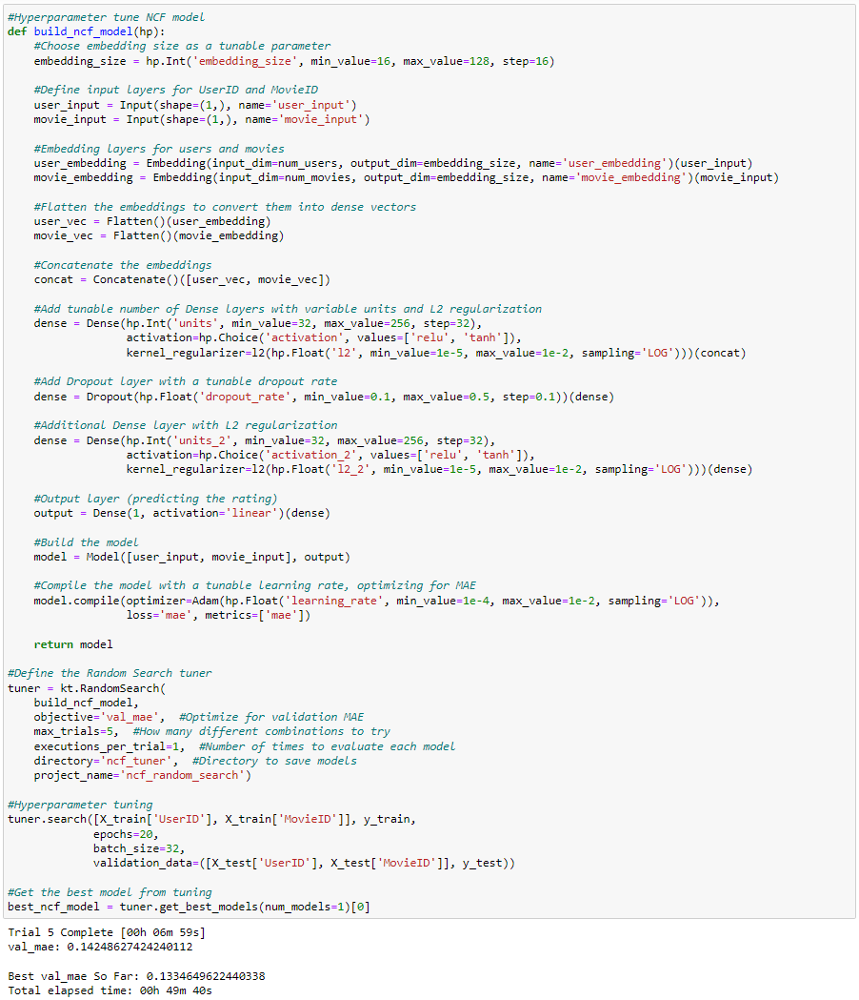 #Hyperparameter tune NCF model
def build_ncf_model(hp):
    #Choose embedding size as a tunable parameter
    embedding_size = hp.Int('embedding_size', min_value=16, max_value=128, step=16)

    #Define input layers for UserID and MovieID
    user_input = Input(shape=(1,), name='user_input')
    movie_input = Input(shape=(1,), name='movie_input')

    #Embedding layers for users and movies
    user_embedding = Embedding(input_dim=num_users, output_dim=embedding_size, name='user_embedding')(user_input)
    movie_embedding = Embedding(input_dim=num_movies, output_dim=embedding_size, name='movie_embedding')(movie_input)

    #Flatten the embeddings to convert them into dense vectors
    user_vec = Flatten()(user_embedding)
    movie_vec = Flatten()(movie_embedding)

    #Concatenate the embeddings
    concat = Concatenate()([user_vec, movie_vec])

    #Add tunable number of Dense layers with variable units and L2 regularization
    dense = Dense(hp.Int('units', min_value=32, max_value=256, step=32),
                  activation=hp.Choice('activation', values=['relu', 'tanh']),
                  kernel_regularizer=l2(hp.Float('l2', min_value=1e-5, max_value=1e-2, sampling='LOG')))(concat)

    #Add Dropout layer with a tunable dropout rate
    dense = Dropout(hp.Float('dropout_rate', min_value=0.1, max_value=0.5, step=0.1))(dense)

    #Additional Dense layer with L2 regularization
    dense = Dense(hp.Int('units_2', min_value=32, max_value=256, step=32),
                  activation=hp.Choice('activation_2', values=['relu', 'tanh']),
                  kernel_regularizer=l2(hp.Float('l2_2', min_value=1e-5, max_value=1e-2, sampling='LOG')))(dense)

    #Output layer (predicting the rating)
    output = Dense(1, activation='linear')(dense)

    #Build the model
    model = Model([user_input, movie_input], output)

    #Compile the model with a tunable learning rate, optimizing for MAE
    model.compile(optimizer=Adam(hp.Float('learning_rate', min_value=1e-4, max_value=1e-2, sampling='LOG')),
                  loss='mae', metrics=['mae'])

    return model

#Define the Random Search tuner
tuner = kt.RandomSearch(
    build_ncf_model,
    objective='val_mae',  #Optimize for validation MAE
    max_trials=5,  #How many different combinations to try
    executions_per_trial=1,  #Number of times to evaluate each model
    directory='ncf_tuner',  #Directory to save models
    project_name='ncf_random_search')

#Hyperparameter tuning
tuner.search([X_train['UserID'], X_train['MovieID']], y_train,
             epochs=20,
             batch_size=32,
             validation_data=([X_test['UserID'], X_test['MovieID']], y_test))

#Get the best model from tuning
best_ncf_model = tuner.get_best_models(num_models=1)[0]

Trial 5 Complete [00h 06m 59s]
val_mae: 0.14248627424240112

Best val_mae So Far: 0.1334649622440338
Total elapsed time: 00h 49m 40s